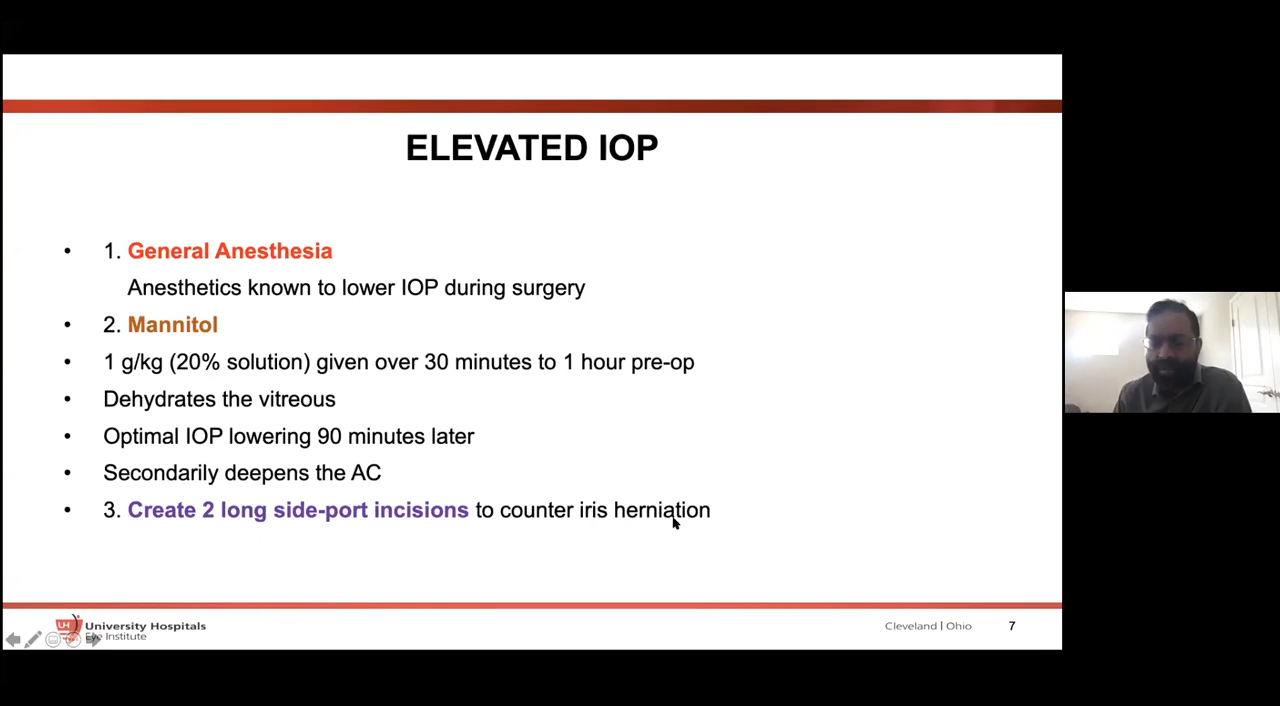 ELEVATED IOP
• 1. General Anesthesia
Anesthetics known to lower IOP during surgery
• 2. Mannitol
• 1 g/kg (20% solution) given over 30 minutes to 1 hour pre-op
• Dehydrates the vitreous
• Optimal IOP lowering 90 minutes later
• Secondarily deepens the AC
• 3. Create 2 long side-port incisions to counter iris herniation
UH
University Hospitals
Eye Institute
Cleveland | Ohio
7